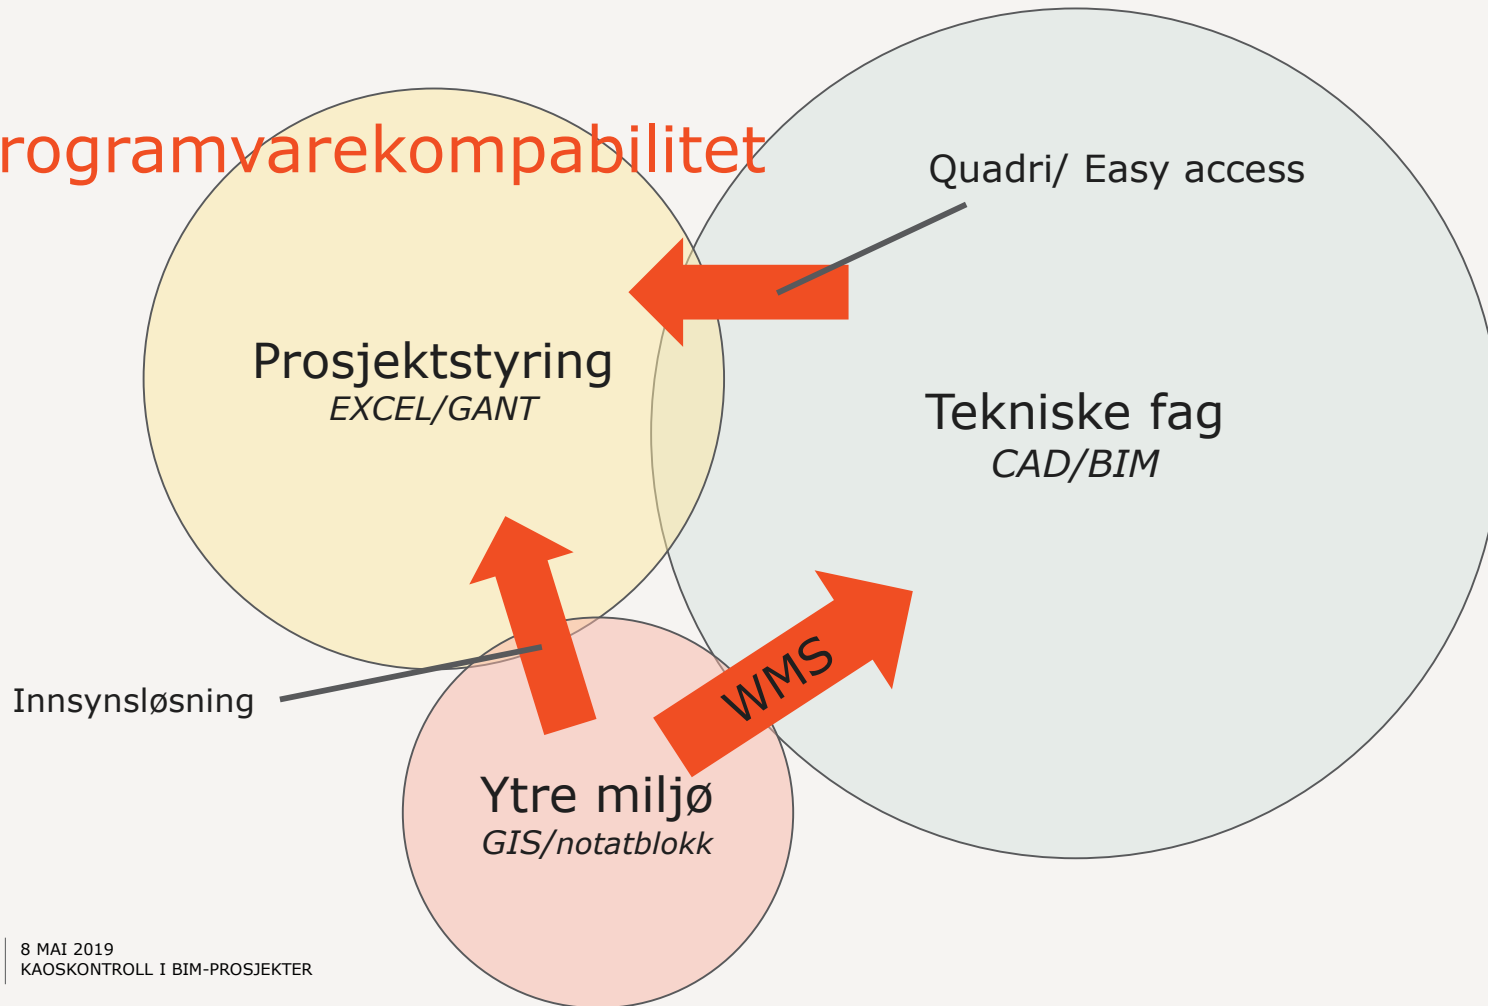 rogramvarekompabilitet
Quadri/ Easy access
Prosjektstyring
EXCEL/GANT
Tekniske fag
CAD/BIM
WMS
Innsynsløsning
Ytre miljø
GIS/notatblokk
8 MAI 2019
KAOSKONTROLL I BIM-PROSJEKTER